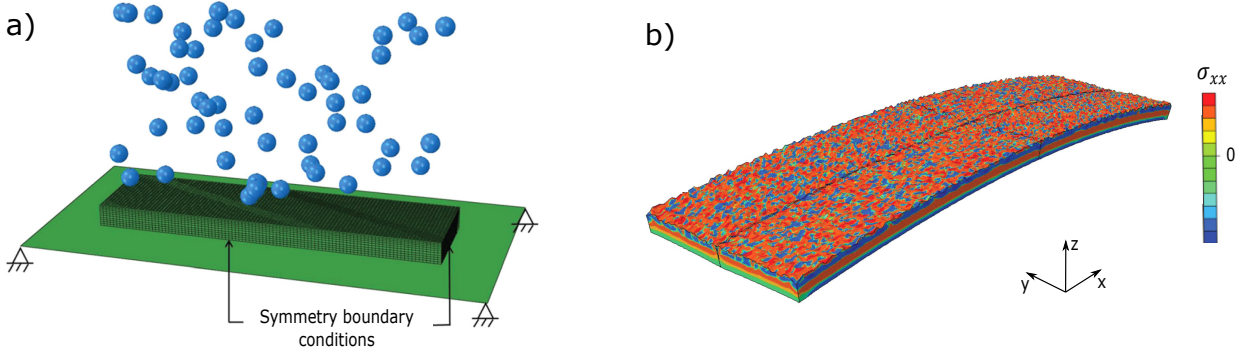 a)
Symmetry boundary
conditions
b)
σxx
0
z
y
x